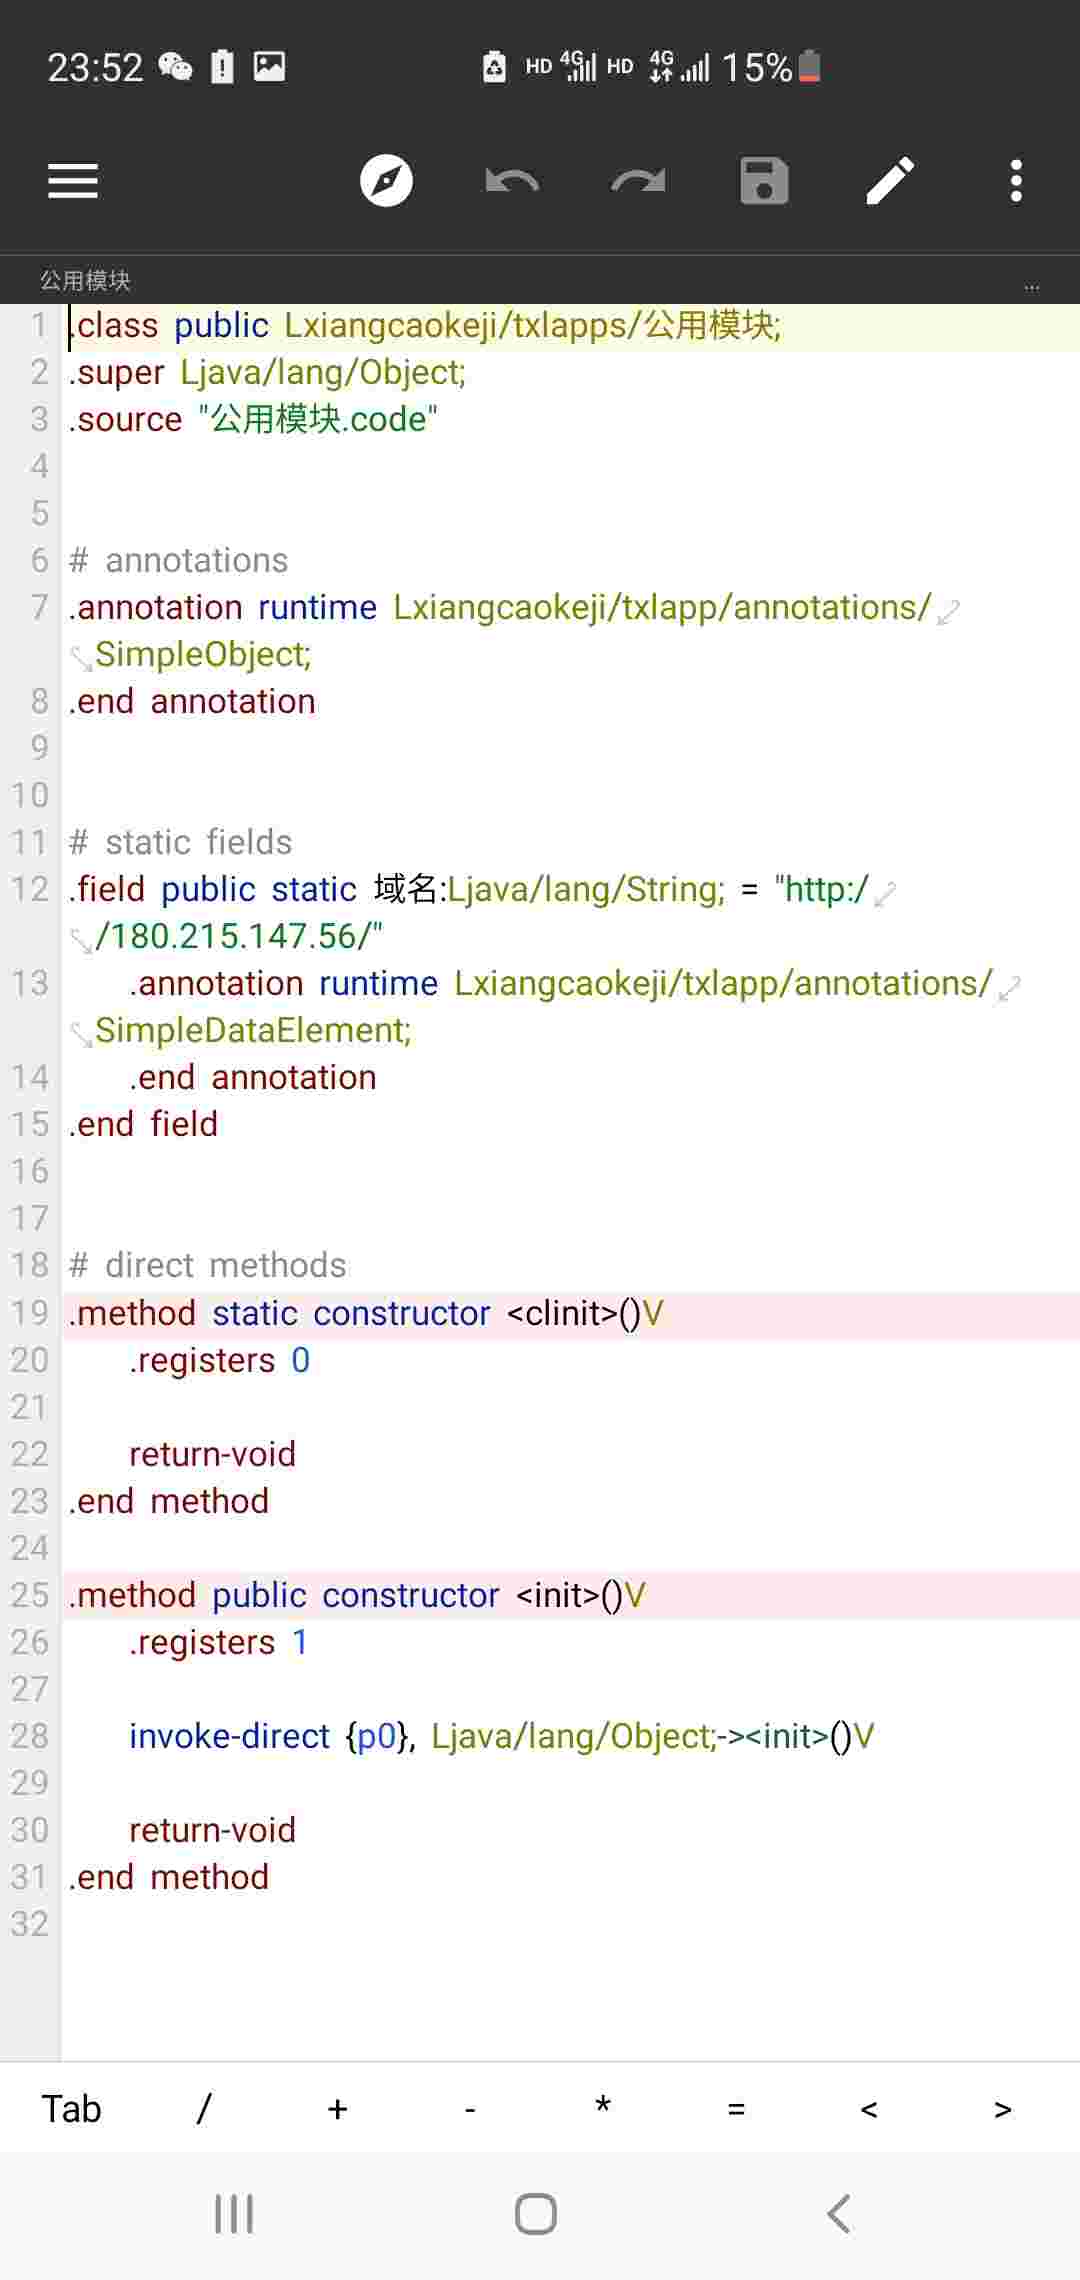 23:52 HD 4G HD 4G 15%
公用模块 ...
1 .class public Lxiangcaokeji/txlapps/公用模块;
2 .super Ljava/lang/Object;
3 .source "公用模块.code"
4
5
6 # annotations
7 .annotation runtime Lxiangcaokeji/txlapp/annotations/
SimpleObject;
8 .end annotation
9
10
11 # static fields
12 .field public static 域名:Ljava/lang/String; = "http:/
/180.215.147.56/"
13 .annotation runtime Lxiangcaokeji/txlapp/annotations/
SimpleDataElement;
14 .end annotation
15 .end field
16
17
18 # direct methods
19 .method static constructor <clinit>()V
20 .registers 0
21
22 return-void
23 .end method
24
25 .method public constructor <init>()V
26 .registers 1
27
28 invoke-direct {p0}, Ljava/lang/Object;-><init>()V
29
30 return-void
31 .end method
32
Tab / + - * = < >